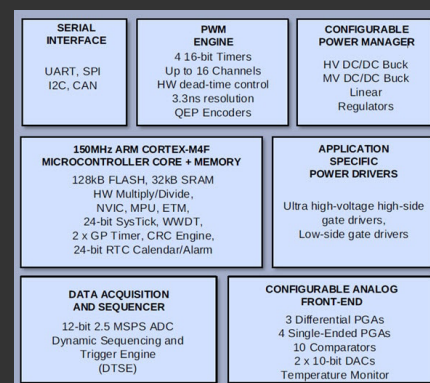 SERIAL
INTERFACE
UART, SPI
I2C, CAN
PWM
ENGINE
4 16-bit Timers
Up to 16 Channels
HW dead-time control
3.3ns resolution
QEP Encoders
CONFIGURABLE
POWER MANAGER
HV DC/DC Buck
MV DC/DC Buck
Linear
Regulators
150MHz ARM CORTEX-M4F
MICROCONTROLLER CORE + MEMORY
128kB FLASH, 32kB SRAM
HW Multiply/Divide,
NVIC, MPU, ETM,
24-bit SysTick, WWDT,
2 x GP Timer, CRC Engine,
24-bit RTC Calendar/Alarm
APPLICATION
SPECIFIC
POWER DRIVERS
Ultra high-voltage high-side
gate drivers,
Low-side gate drivers
DATA ACQUISITION
AND SEQUENCER
12-bit 2.5 MSPS ADC
Dynamic Sequencing and
Trigger Engine
(DTSE)
CONFIGURABLE ANALOG
FRONT-END
3 Differential PGAs
4 Single-Ended PGAs
10 Comparators
2 x 10-bit DACs
Temperature Monitor